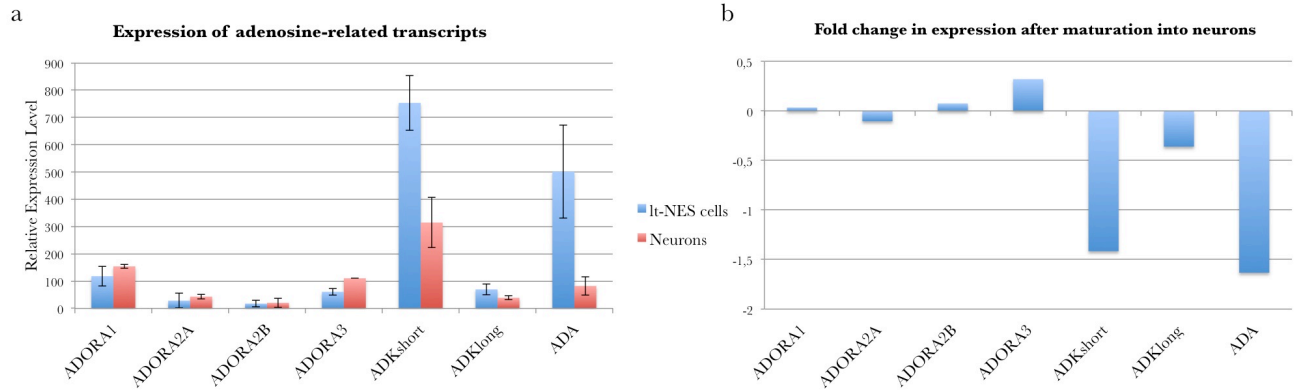 a
Expression of adenosine-related transcripts
Relative Expression Level
900
800
700
600
500
400
300
200
100
0
ADORA1
ADORA2A
ADORA2B
ADORA3
ADKshort
ADKlong
ADA
lt-NES cells
Neurons
b
Fold change in expression after maturation into neurons
0,5
0
-0,5
-1
-1,5
-2
ADORA1
ADORA2A
ADORA2B
ADORA3
ADKshort
ADKlong
ADA